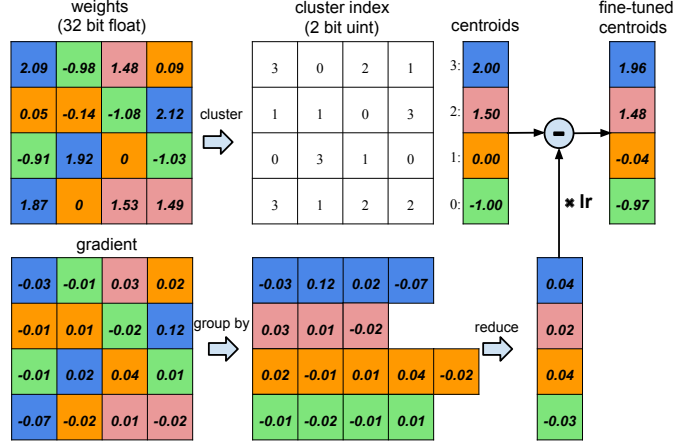 weights
(32 bit float)
cluster index
(2 bit uint)
centroids
fine-tuned
centroids
2.09 -0.98 1.48 0.09
0.05 -0.14 -1.08 2.12
-0.91 1.92 0 -1.03
1.87 0 1.53 1.49
cluster
3 0 2 1
1 1 0 3
0 3 1 0
3 1 2 2
3: 2.00
2: 1.50
1: 0.00
0: -1.00
-
× lr
1.96
1.48
-0.04
-0.97
gradient
-0.03 -0.01 0.03 0.02
-0.01 0.01 -0.02 0.12
-0.01 0.02 0.04 0.01
-0.07 -0.02 0.01 -0.02
group by
-0.03 0.12 0.02 -0.07
0.03 0.01 -0.02
0.02 -0.01 0.01 0.04 -0.02
-0.01 -0.02 -0.01 0.01
reduce
0.04
0.02
0.04
-0.03